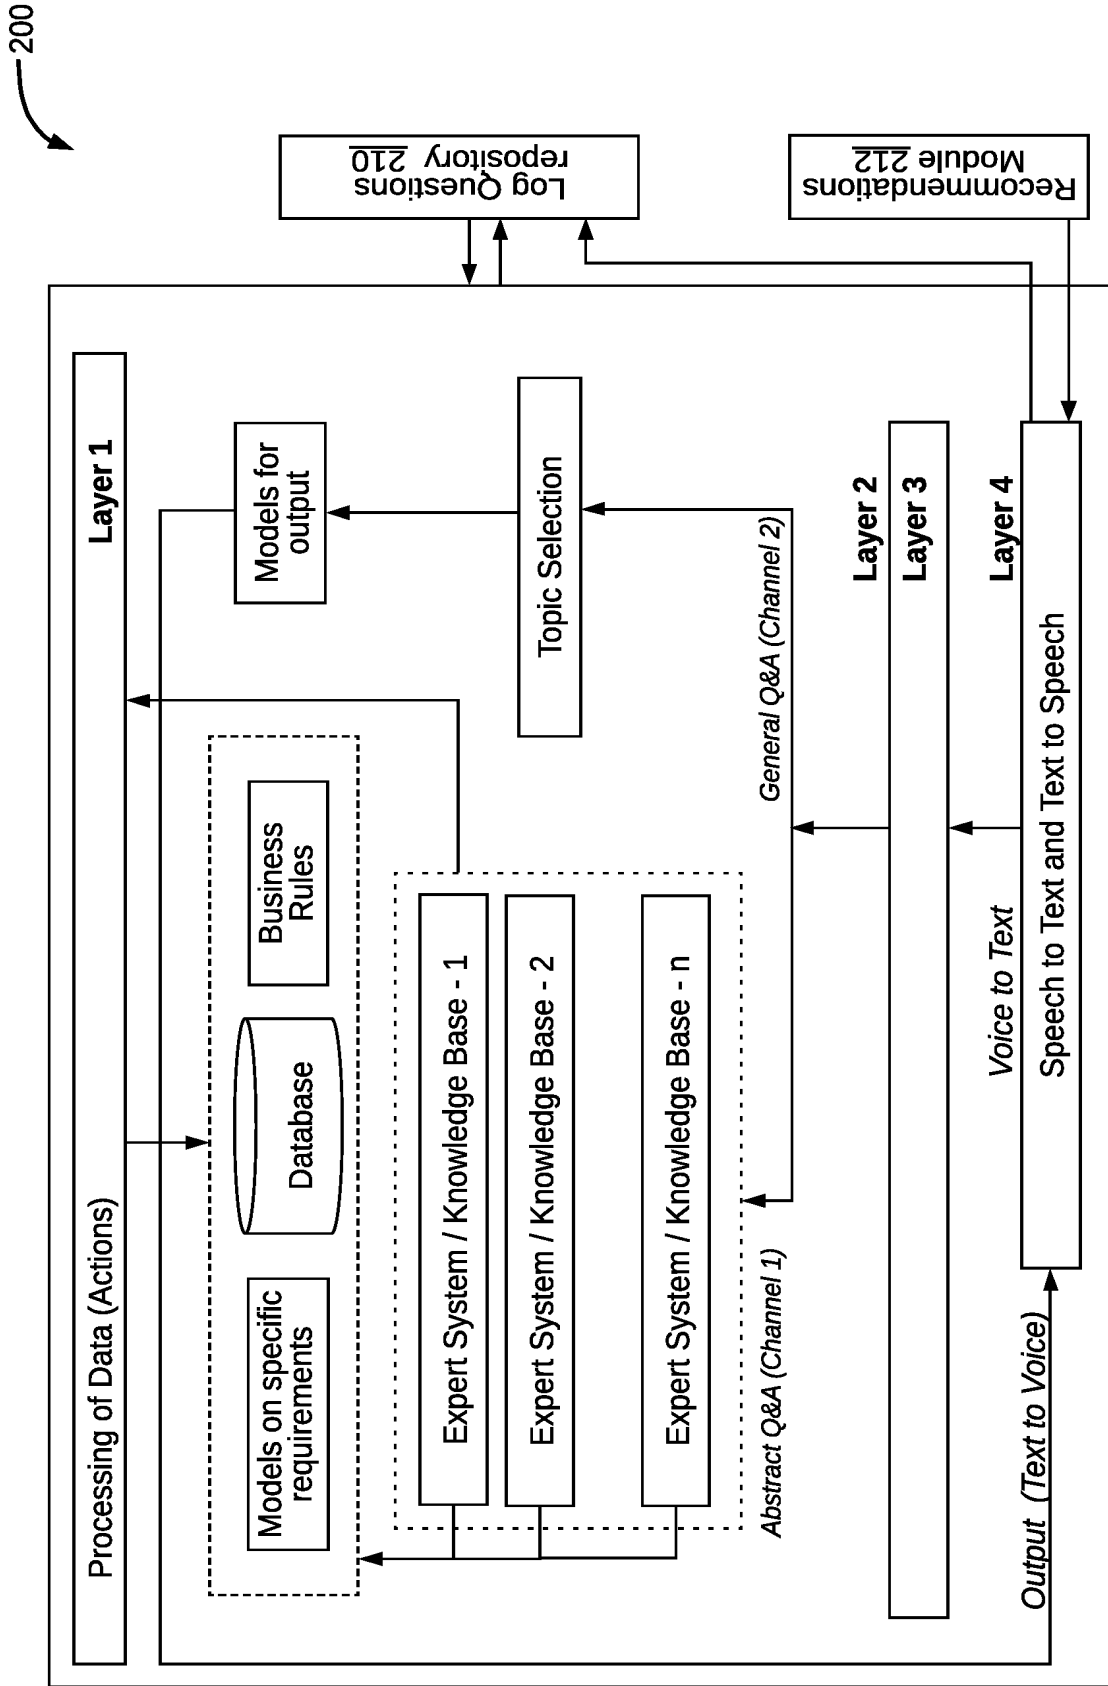 200
Processing of Data (Actions)
Layer 1
Models on specific
requirements
Database
Business
Rules
Models for
output
Expert System / Knowledge Base - 1
Expert System / Knowledge Base - 2
Expert System / Knowledge Base - n
Topic Selection
Abstract Q&A (Channel 1)
General Q&A (Channel 2)
Layer 2
Layer 3
Voice to Text
Layer 4
Output (Text to Voice)
Speech to Text and Text to Speech
Log Questions
repository 210
Recommendations
Module 212